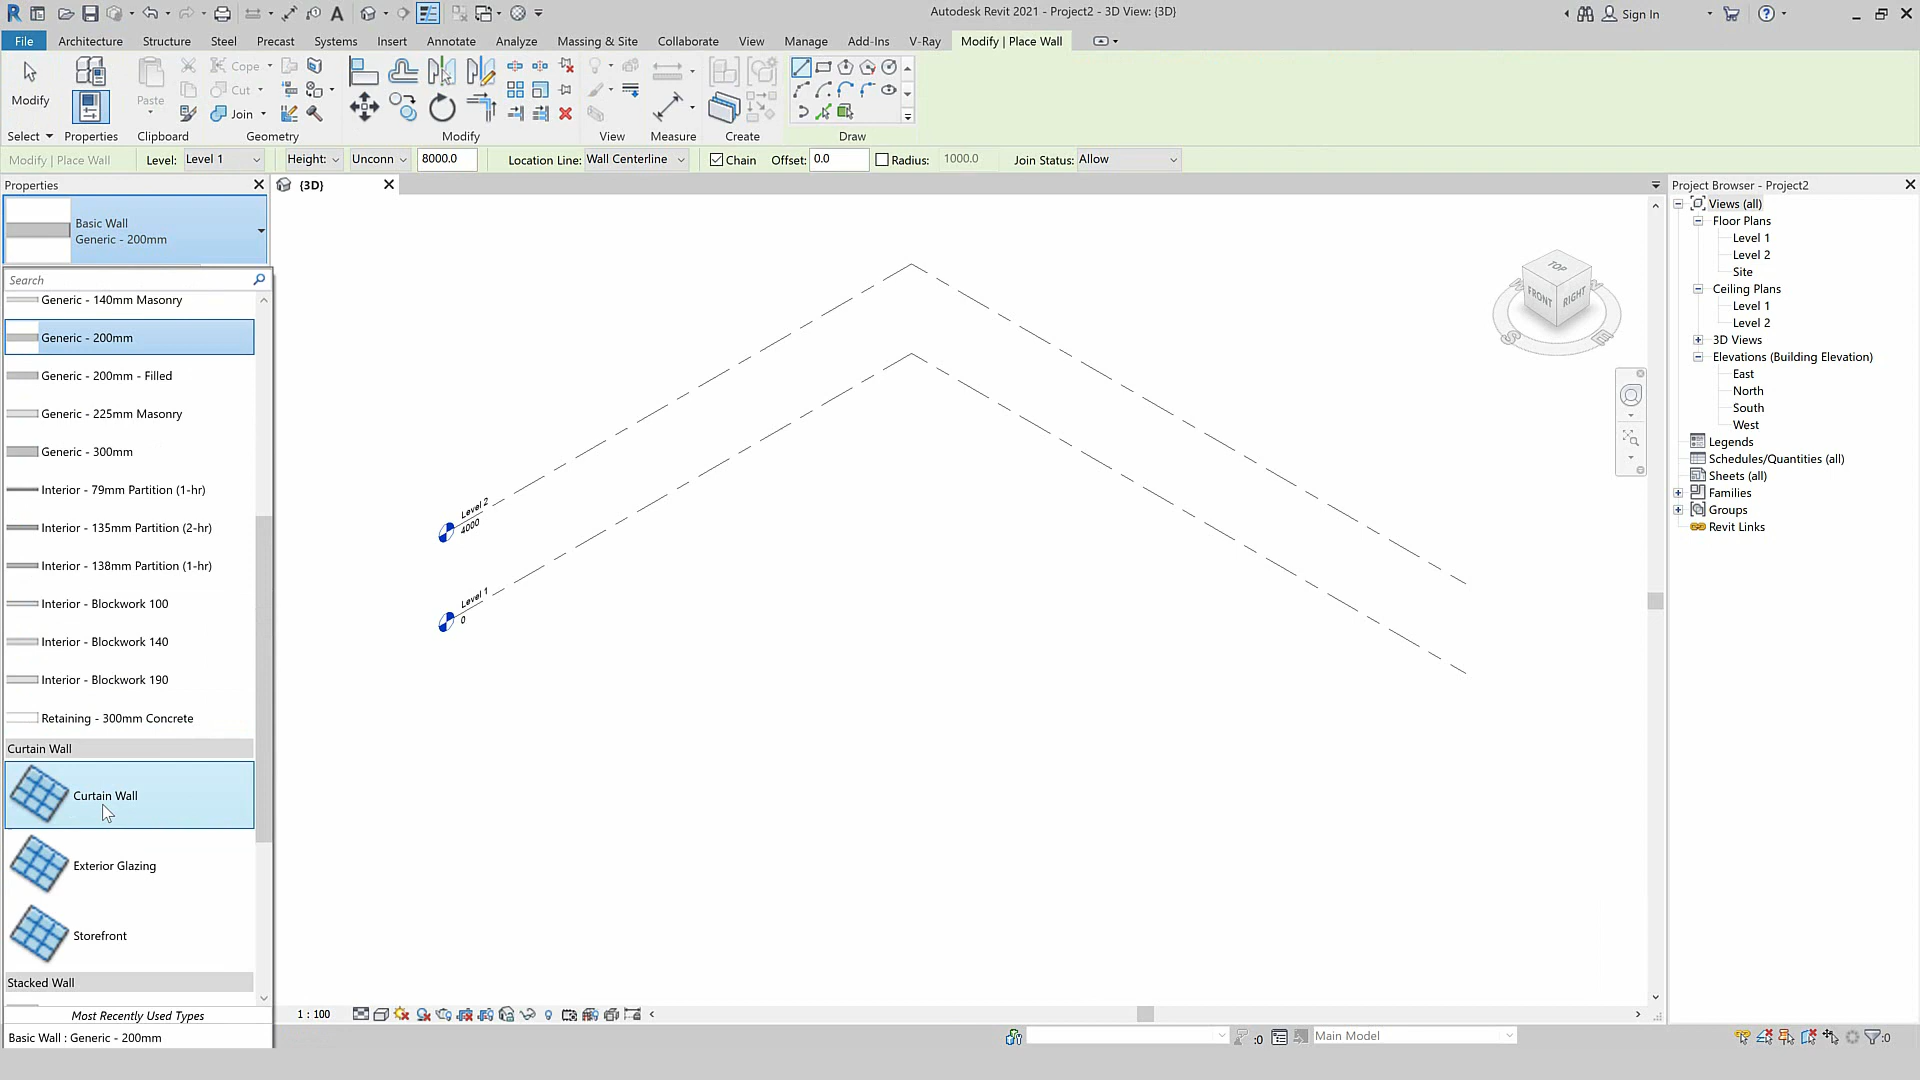 Autodesk Revit 2021 - Project2 - 3D View: {3D}
Sign In
File Architecture Structure Steel Precast Systems Insert Annotate Analyze Massing & Site Collaborate View Manage Add-Ins V-Ray Modify | Place Wall
Modify
Paste
Cope
Cut
Join
Select Properties Clipboard Geometry Modify View Measure Create Draw
Modify | Place Wall Level: Level 1 Height: Unconn 8000.0 Location Line: Wall Centerline Chain Offset: 0.0 Radius: 1000.0 Join Status: Allow
Properties
{3D}
Project Browser - Project2
Basic Wall
Generic - 200mm
Search
Generic - 140mm Masonry
Generic - 200mm
Generic - 200mm - Filled
Generic - 225mm Masonry
Generic - 300mm
Interior - 79mm Partition (1-hr)
Interior - 135mm Partition (2-hr)
Interior - 138mm Partition (1-hr)
Interior - Blockwork 100
Interior - Blockwork 140
Interior - Blockwork 190
Retaining - 300mm Concrete
Curtain Wall
Curtain Wall
Exterior Glazing
Storefront
Stacked Wall
Most Recently Used Types
Basic Wall : Generic - 200mm
Level 2
4000
Level 1
0
TOP
FRONT
RIGHT
S
E
Views (all)
Floor Plans
Level 1
Level 2
Site
Ceiling Plans
Level 1
Level 2
3D Views
Elevations (Building Elevation)
East
North
South
West
Legends
Schedules/Quantities (all)
Sheets (all)
Families
Groups
Revit Links
1 : 100
:0
Main Model
:0